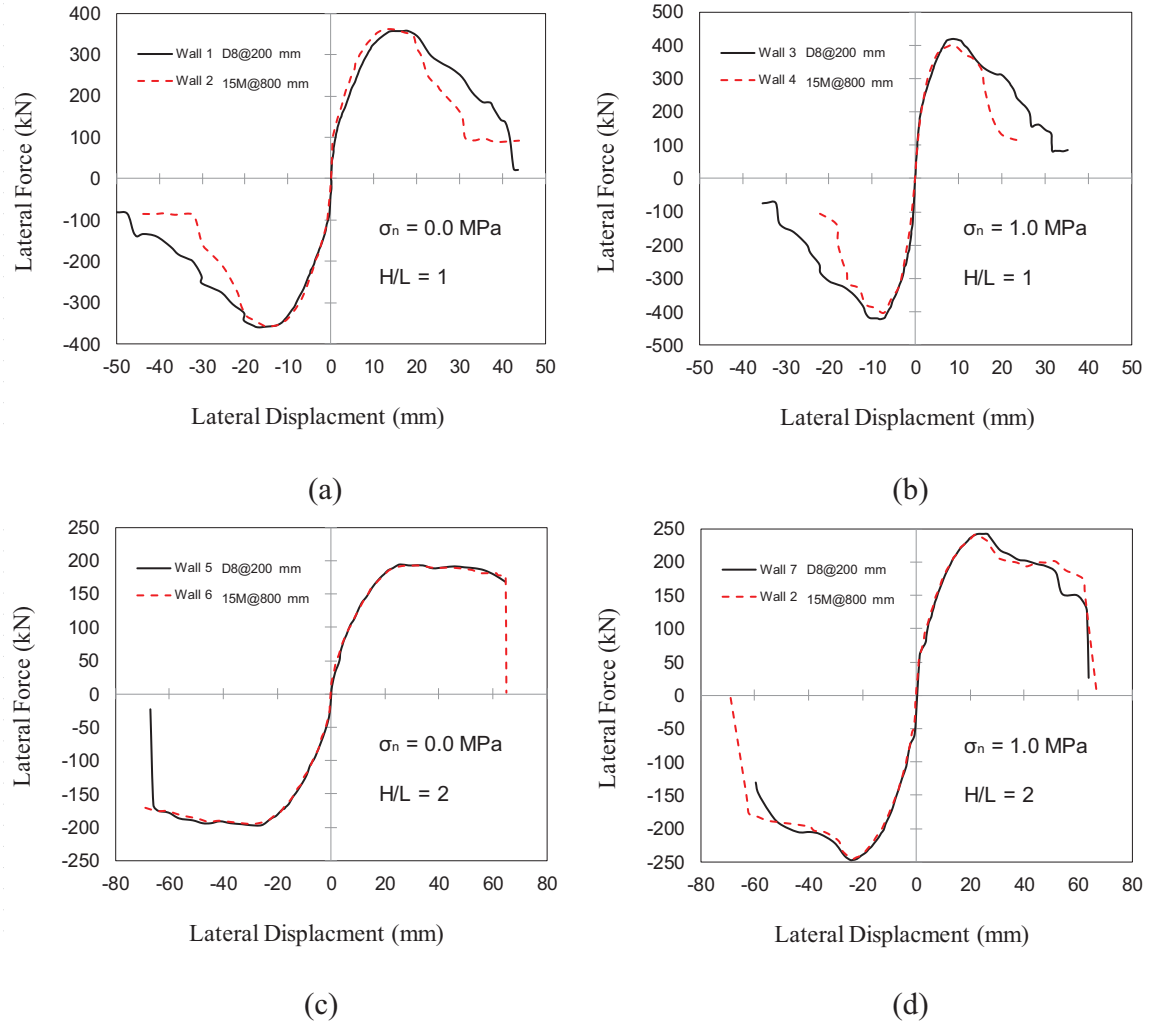 400
300
200
100
0
-100
-200
-300
-400
Lateral Force (kN)
Wall 1 D8@200 mm
Wall 2 15M@800 mm
σn = 0.0 MPa
H/L = 1
-50 -40 -30 -20 -10 0 10 20 30 40 50
Lateral Displacment (mm)
(a)
500
400
300
200
100
0
-100
-200
-300
-400
-500
Lateral Force (kN)
Wall 3 D8@200 mm
Wall 4 15M@800 mm
σn = 1.0 MPa
H/L = 1
-50 -40 -30 -20 -10 0 10 20 30 40 50
Lateral Displacment (mm)
(b)
250
200
150
100
50
0
-50
-100
-150
-200
-250
Lateral Force (kN)
Wall 5 D8@200 mm
Wall 6 15M@800 mm
σn = 0.0 MPa
H/L = 2
-80 -60 -40 -20 0 20 40 60 80
Lateral Displacment (mm)
(c)
250
200
150
100
50
0
-50
-100
-150
-200
-250
Lateral Force (kN)
Wall 7 D8@200 mm
Wall 2 15M@800 mm
σn = 1.0 MPa
H/L = 2
-80 -60 -40 -20 0 20 40 60 80
Lateral Displacment (mm)
(d)